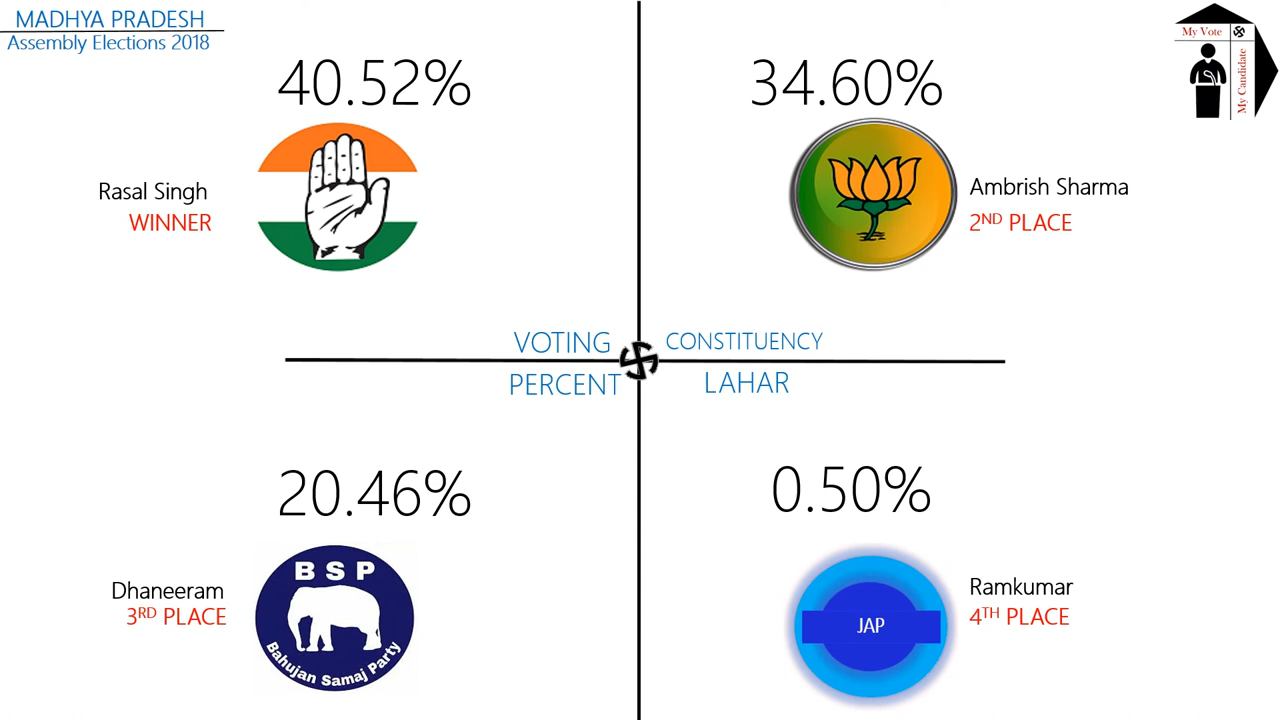 MADHYA PRADESH
Assembly Elections 2018
My Vote
My Candidate
40.52%
Rasal Singh
WINNER
34.60%
Ambrish Sharma
2ND PLACE
VOTING
PERCENT
CONSTITUENCY
LAHAR
20.46%
Dhaneeram
3RD PLACE
BSP
Bahujan Samaj Party
0.50%
JAP
Ramkumar
4TH PLACE